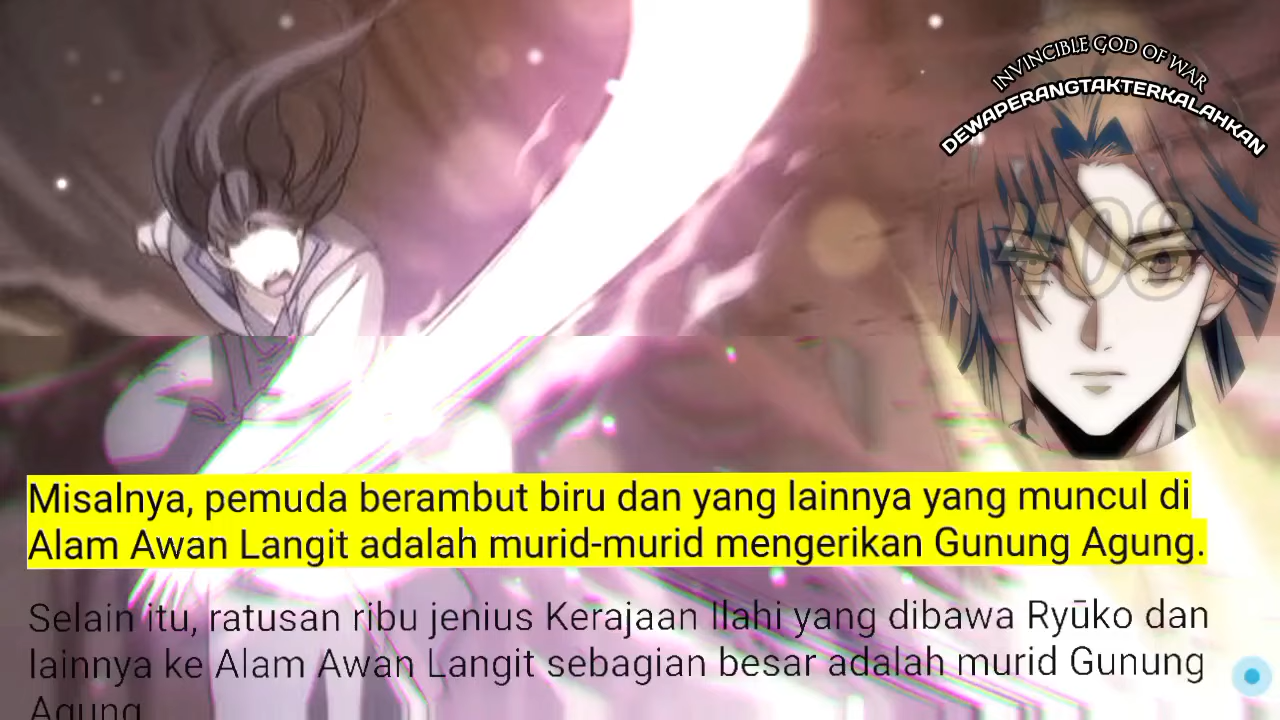 INVINCIBLE GOD OF WAR
DEWAPERANGTAKTERKALAHKAN
Misalnya, pemuda berambut biru dan yang lainnya yang muncul di
Alam Awan Langit adalah murid-murid mengerikan Gunung Agung.
Selain itu, ratusan ribu jenius Kerajaan Ilahi yang dibawa Ryūko dan
lainnya ke Alam Awan Langit sebagian besar adalah murid Gunung
Agung